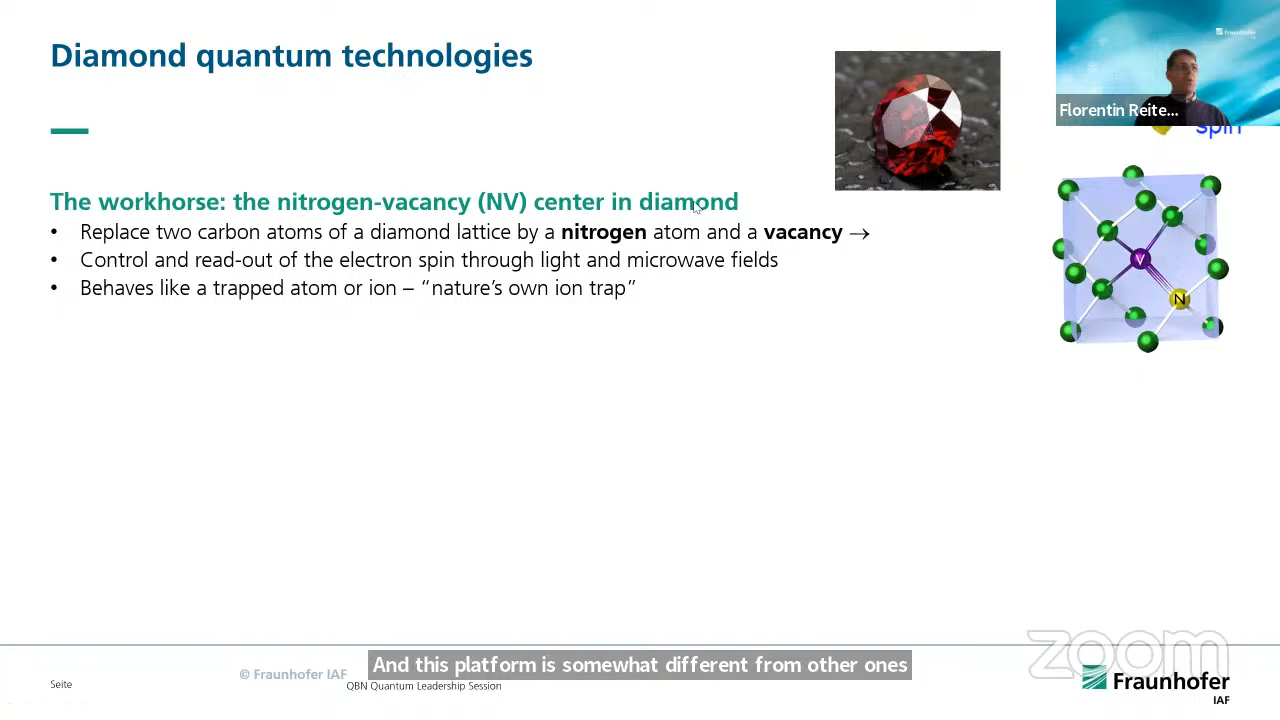 Diamond quantum technologies
Fraunhofer
Florentin Reite...
spin
The workhorse: the nitrogen-vacancy (NV) center in diamond
• Replace two carbon atoms of a diamond lattice by a nitrogen atom and a vacancy →
• Control and read-out of the electron spin through light and microwave fields
• Behaves like a trapped atom or ion – “nature’s own ion trap”
V
N
zoom
And this platform is somewhat different from other ones
© Fraunhofer IAF
Seite
QBN Quantum Leadership Session
Fraunhofer
IAF